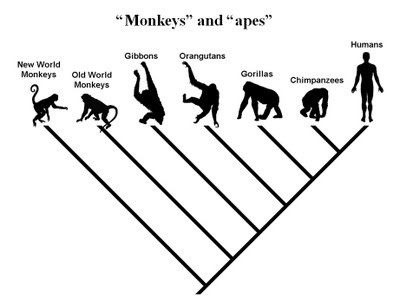 “Monkeys” and “apes”
New World
Monkeys
Old World
Monkeys
Gibbons
Orangutans
Gorillas
Chimpanzees
Humans